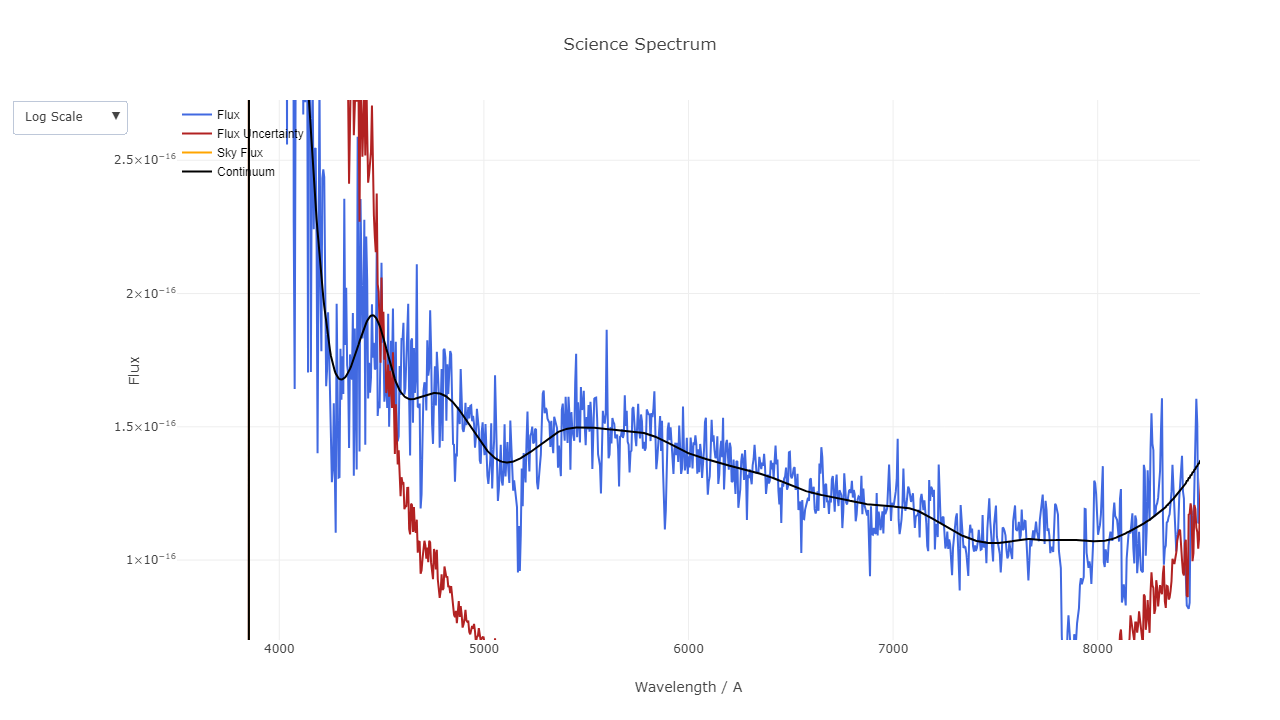 Science Spectrum
Log Scale ▼
Flux
Flux Uncertainty
Sky Flux
Continuum
2.5×10⁻¹⁶
2×10⁻¹⁶
1.5×10⁻¹⁶
1×10⁻¹⁶
Flux
4000 5000 6000 7000 8000
Wavelength / A